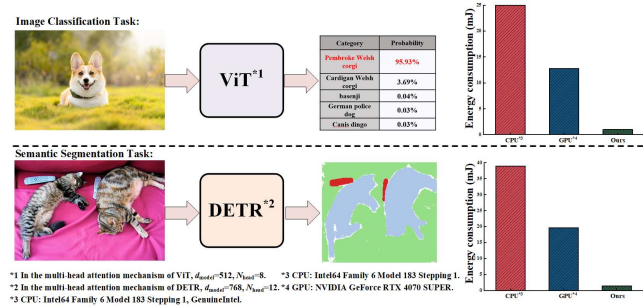 Image Classification Task:
ViT*1
Category Probability
Pembroke Welsh corgi 95.93%
Cardigan Welsh corgi 3.69%
basenji 0.04%
German police dog 0.03%
Canis dingo 0.03%
Energy consumption (mJ)
25
20
15
10
5
0
CPU*3 GPU*4 Ours
Semantic Segmentation Task:
DETR*2
Energy consumption (mJ)
40
35
30
25
20
15
10
5
0
CPU*3 GPU*4 Ours
*1 In the multi-head attention mechanism of ViT, dmodel=512, Nhead=8. *3 CPU: Intel64 Family 6 Model 183 Stepping 1.
*2 In the multi-head attention mechanism of DETR, dmodel=768, Nhead=12. *4 GPU: NVIDIA GeForce RTX 4070 SUPER.
*3 CPU: Intel64 Family 6 Model 183 Stepping 1, GenuineIntel.